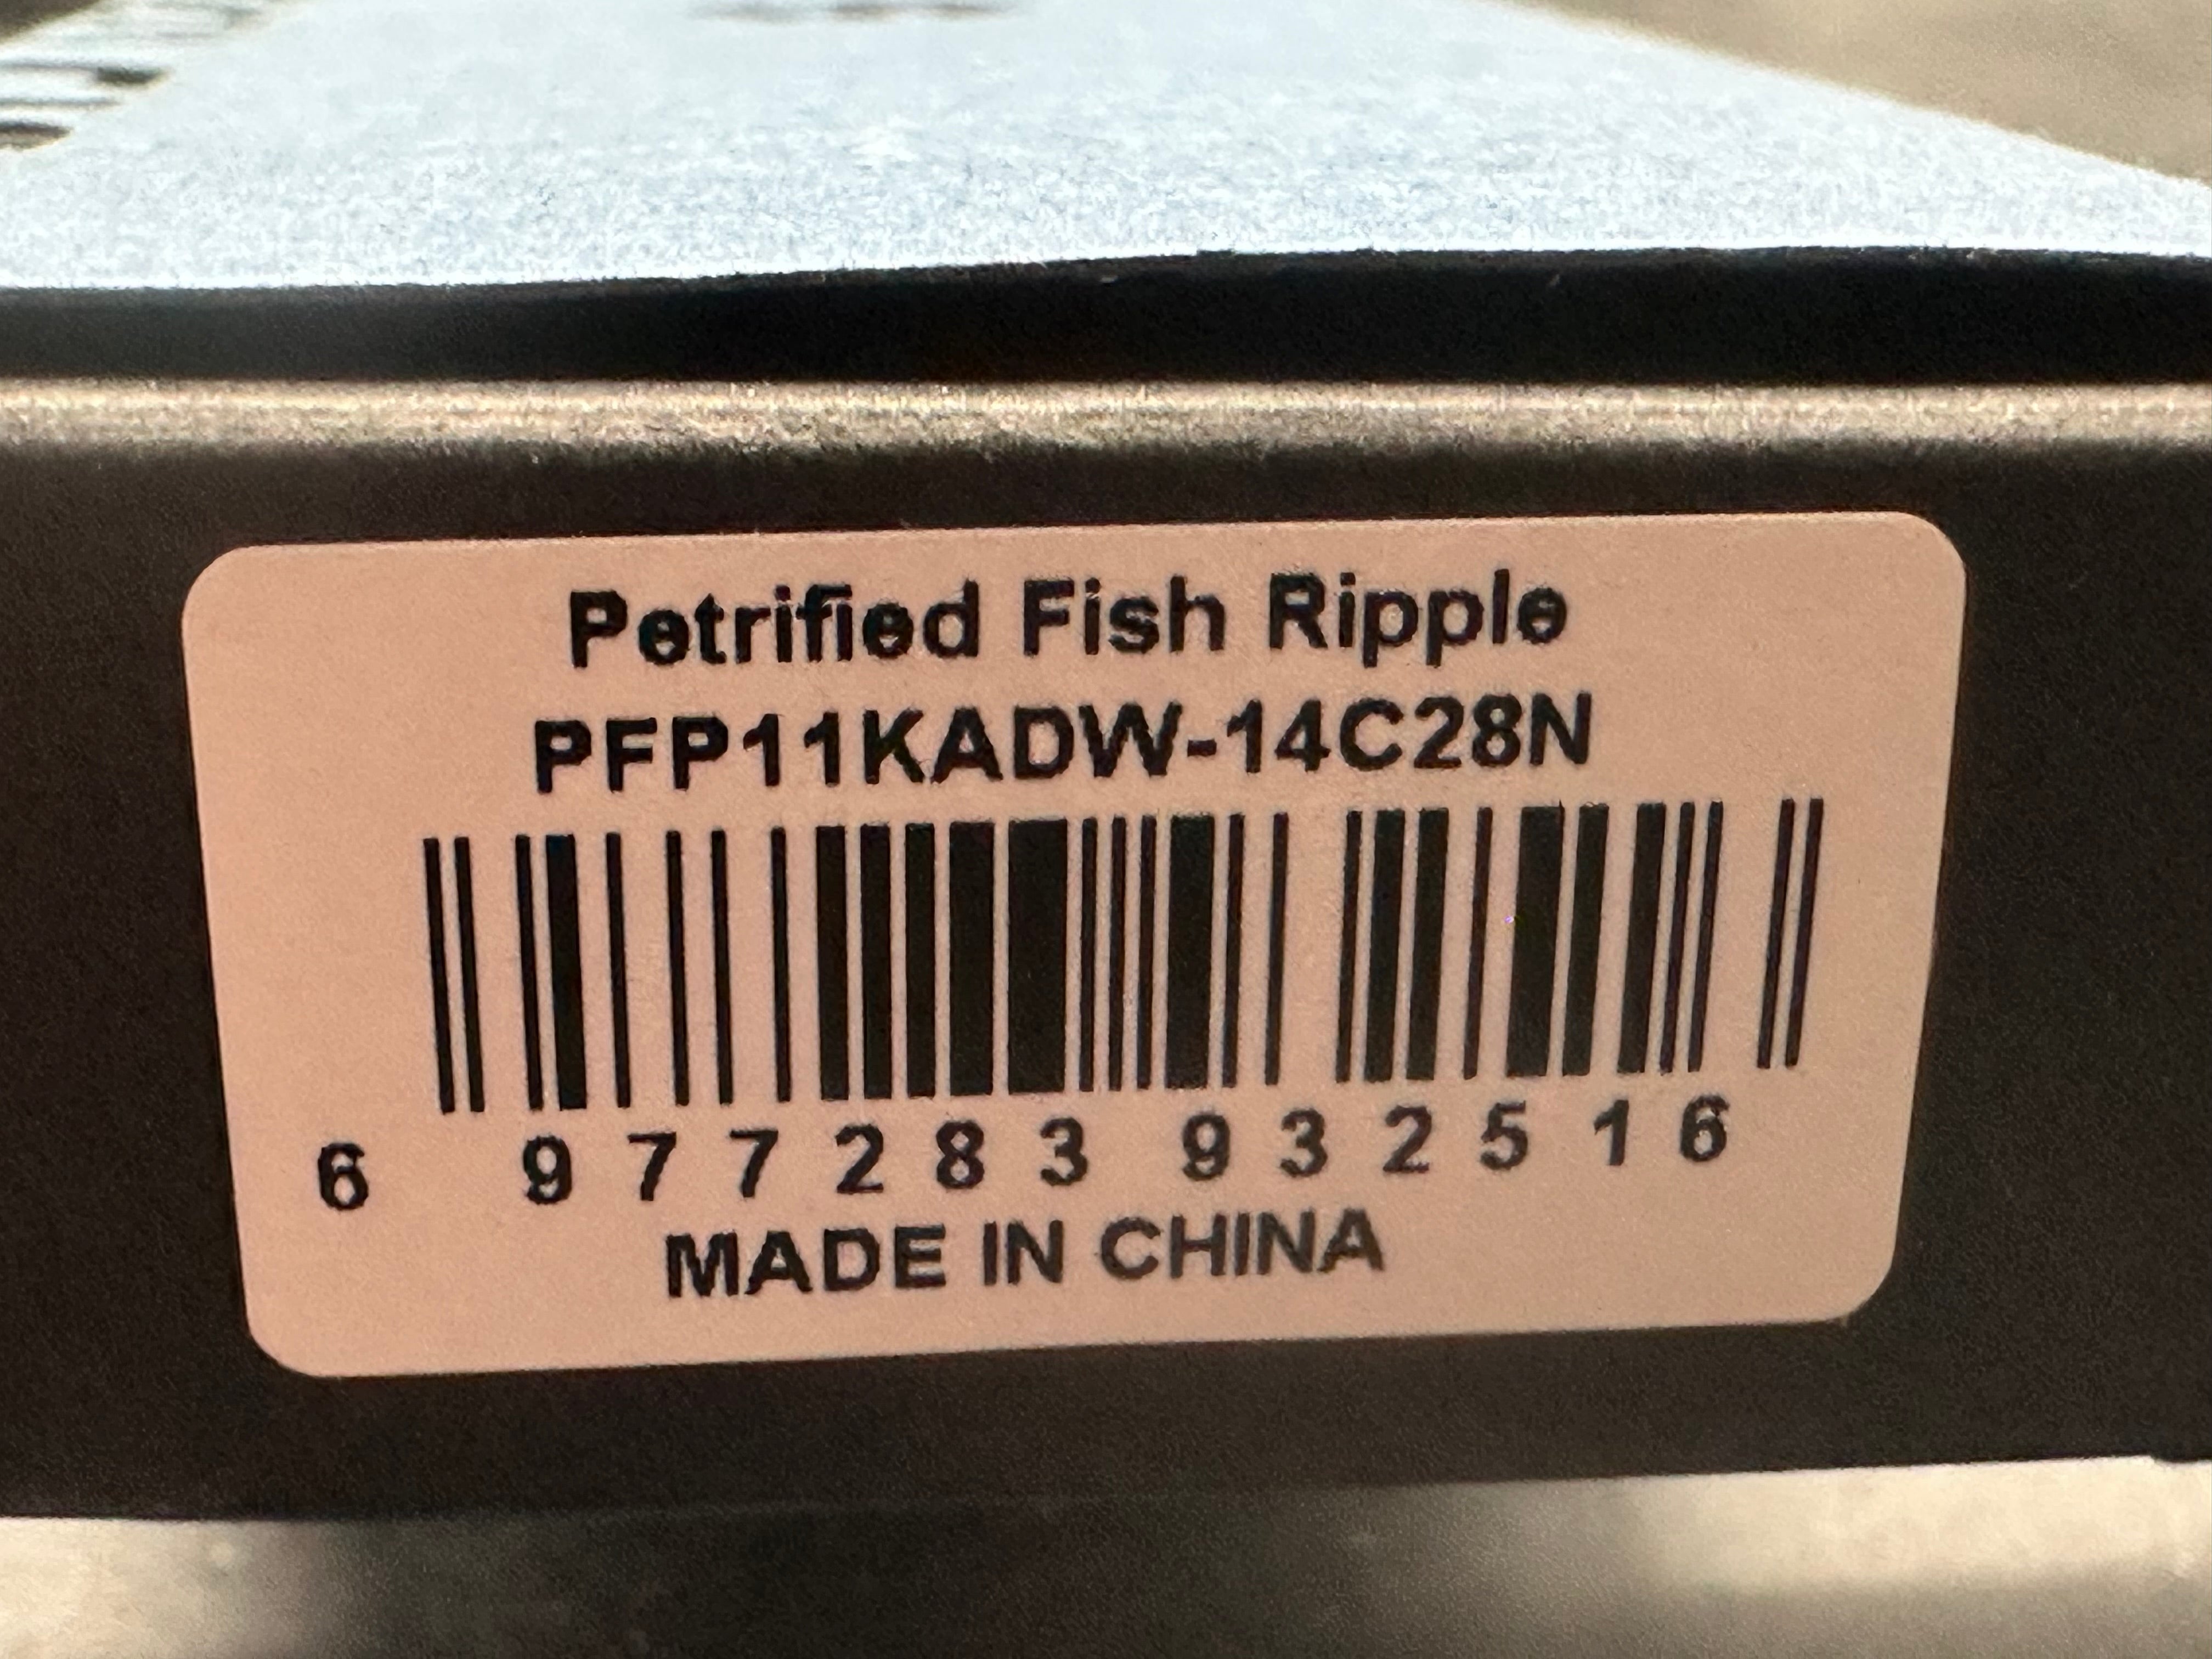 Petrified Fish Ripple
PFP11KADW-14C28N
6 977283 932516
MADE IN CHINA